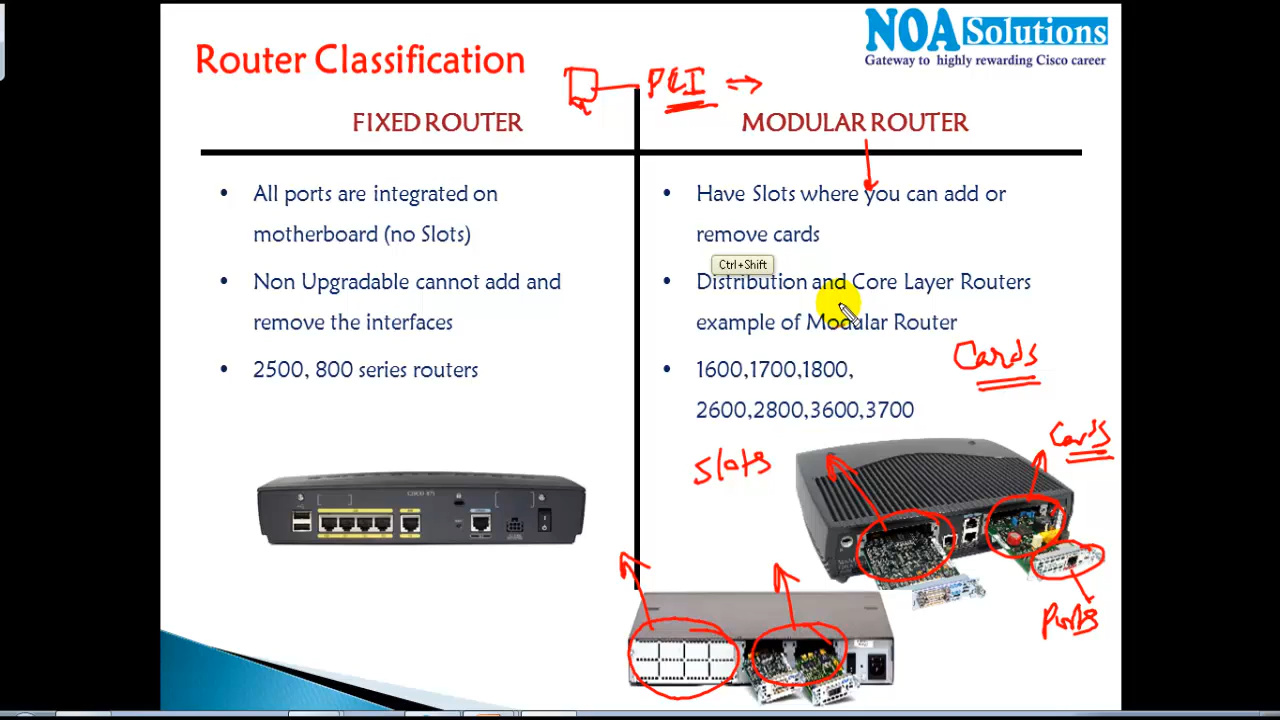 NOA Solutions
Gateway to highly rewarding Cisco career
Router Classification
PCI
FIXED ROUTER
• All ports are integrated on
motherboard (no Slots)
• Non Upgradable cannot add and
remove the interfaces
• 2500, 800 series routers
MODULAR ROUTER
• Have Slots where you can add or
remove cards
Ctrl+Shift
• Distribution and Core Layer Routers
example of Modular Router
• 1600,1700,1800,
2600,2800,3600,3700
Cards
Slots
Cards
Ports